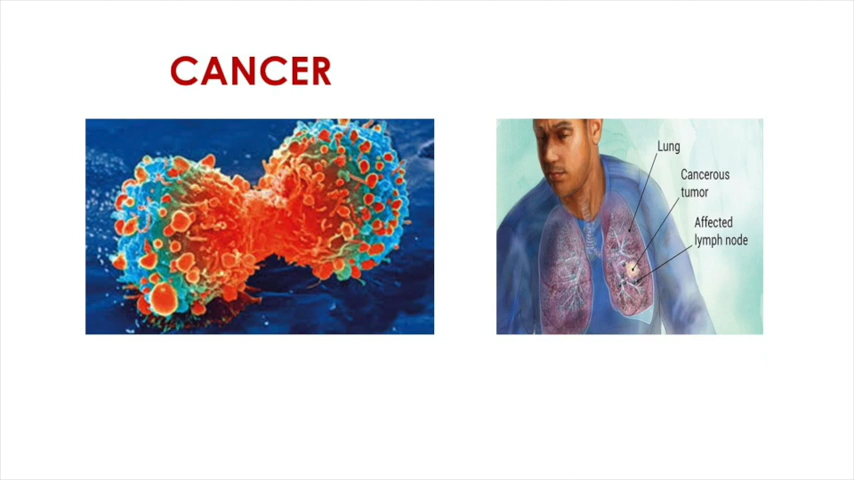 CANCER
Lung
Cancerous
tumor
Affected
lymph node